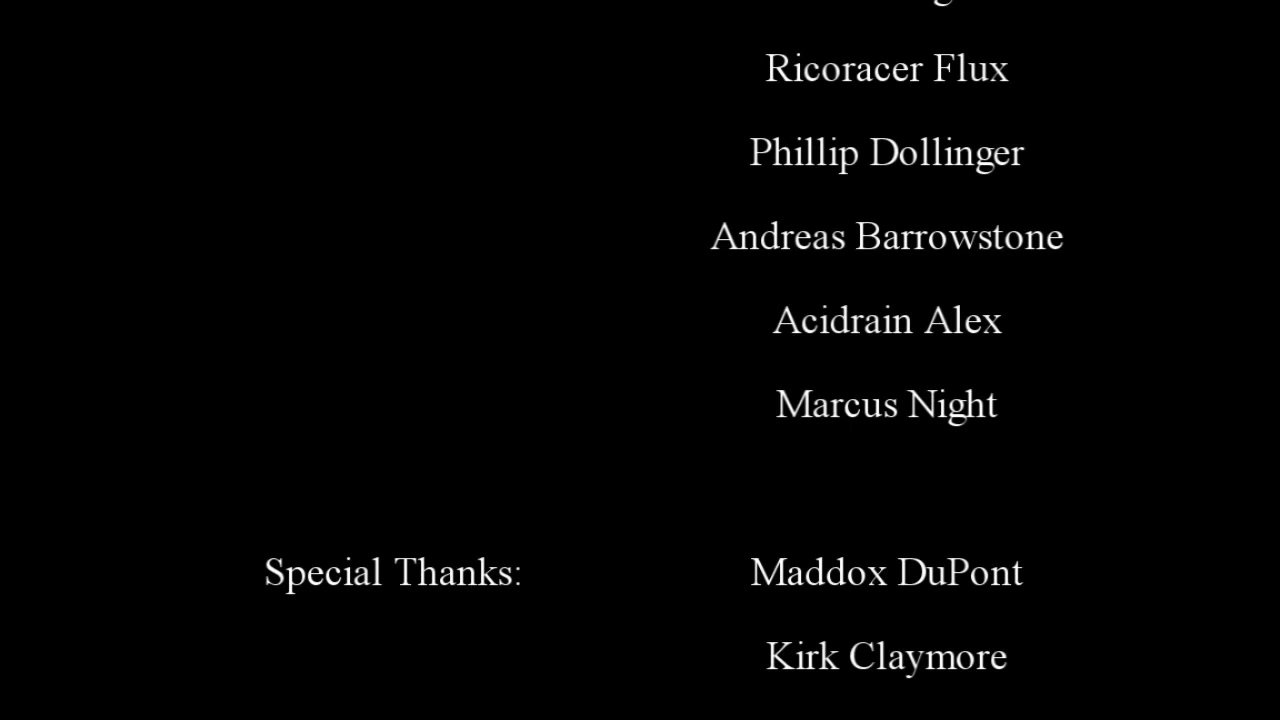 Ricoracer Flux
Phillip Dollinger
Andreas Barrowstone
Acidrain Alex
Marcus Night
Special Thanks: Maddox DuPont
Kirk Claymore